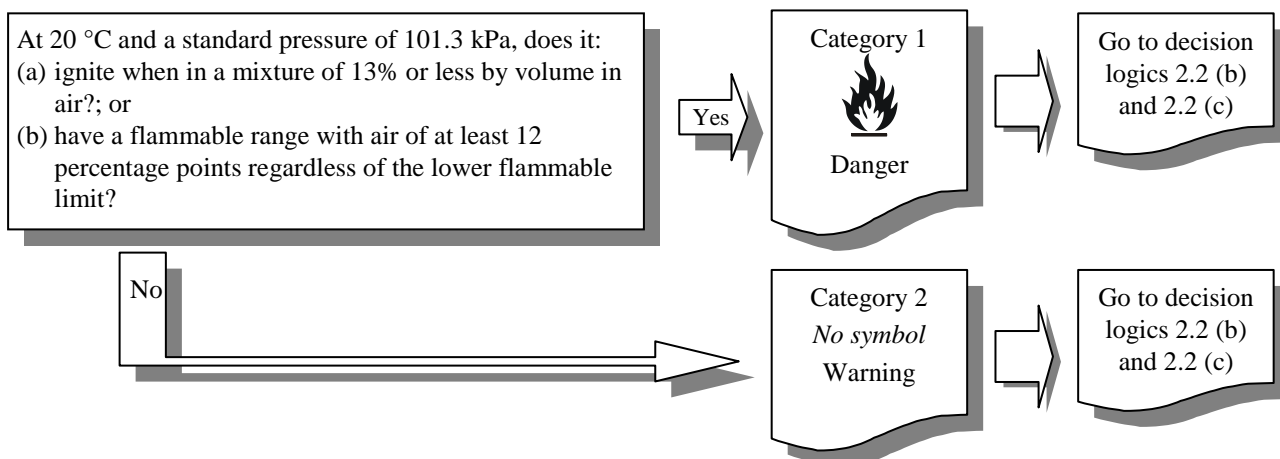 At 20 °C and a standard pressure of 101.3 kPa, does it:
(a) ignite when in a mixture of 13% or less by volume in
air?; or
(b) have a flammable range with air of at least 12
percentage points regardless of the lower flammable
limit?
Yes
Category 1
Danger
Go to decision
logics 2.2 (b)
and 2.2 (c)
No
Category 2
No symbol
Warning
Go to decision
logics 2.2 (b)
and 2.2 (c)